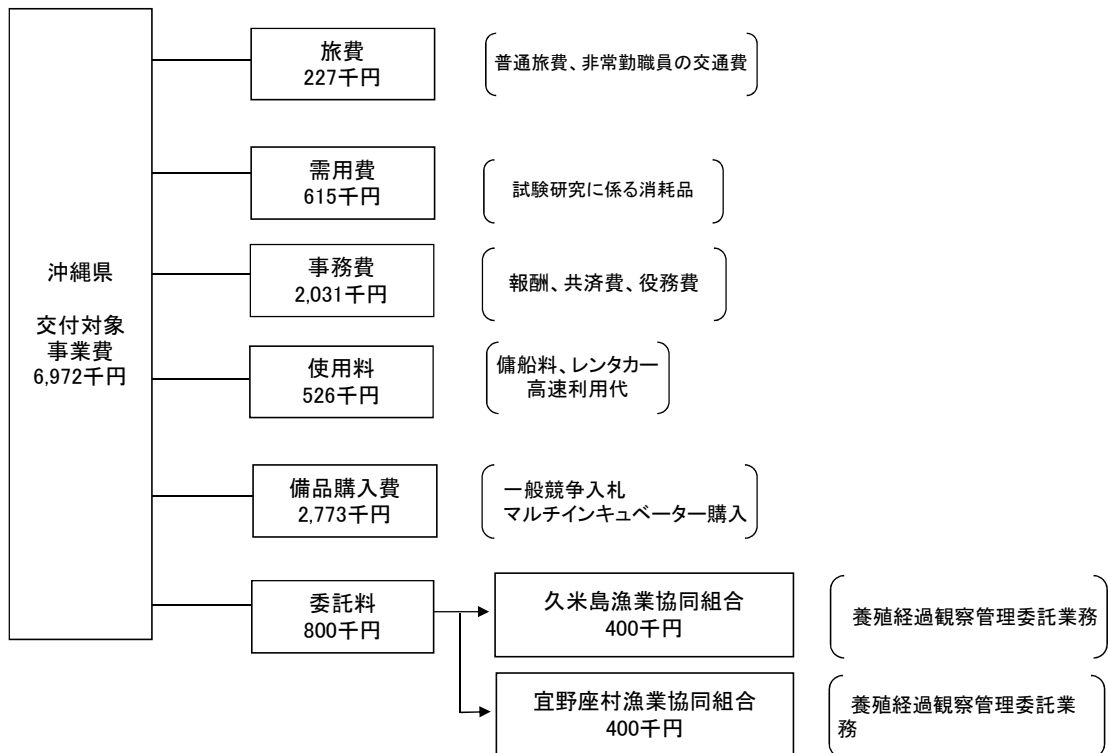 沖縄県
交付対象
事業費
6,972千円
旅費
227千円
普通旅費、非常勤職員の交通費
需用費
615千円
試験研究に係る消耗品
事務費
2,031千円
報酬、共済費、役務費
使用料
526千円
傭船料、レンタカー
高速利用代
備品購入費
2,773千円
一般競争入札
マルチインキュベーター購入
委託料
800千円
久米島漁業協同組合
400千円
養殖経過観察管理委託業務
宜野座村漁業協同組合
400千円
養殖経過観察管理委託業
務